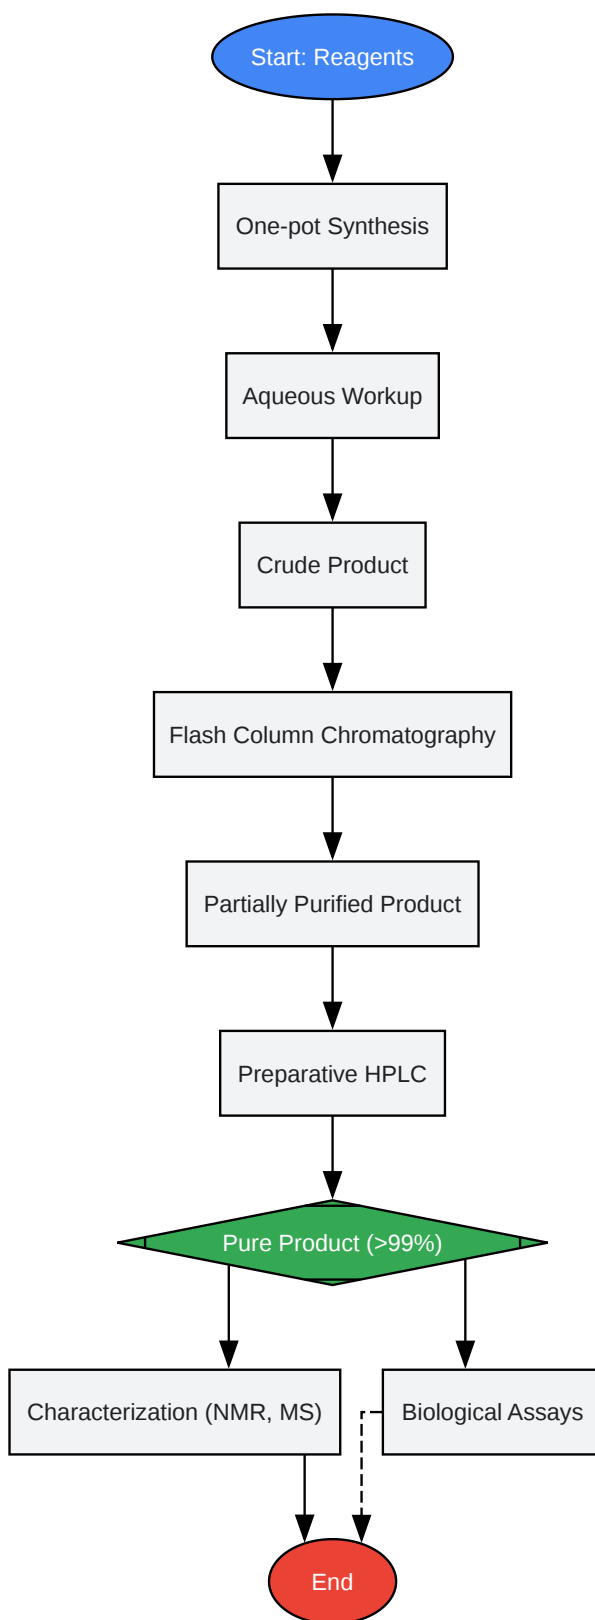 Start: Reagents
One-pot Synthesis
Aqueous Workup
Crude Product
Flash Column Chromatography
Partially Purified Product
Preparative HPLC
Pure Product (>99%)
Characterization (NMR, MS)
Biological Assays
End